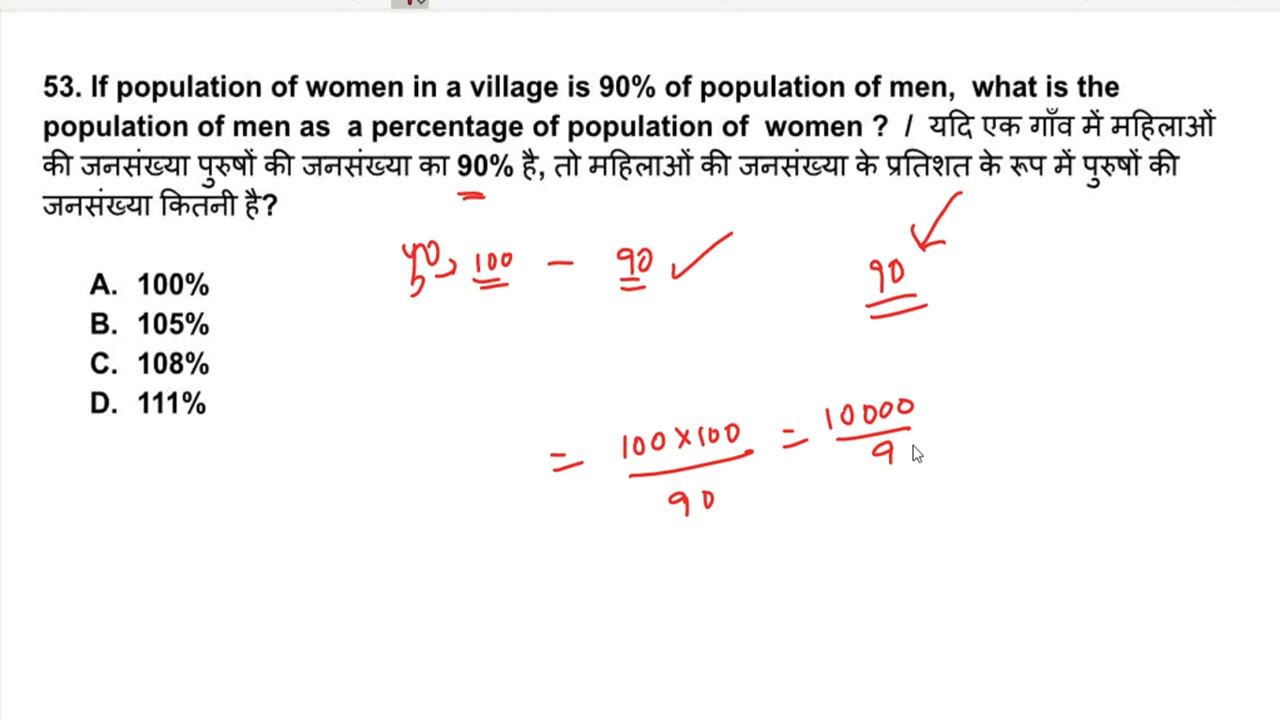 53. If population of women in a village is 90% of population of men, what is the
population of men as a percentage of population of women ? / यदि एक गाँव में महिलाओं
की जनसंख्या पुरुषों की जनसंख्या का 90% है, तो महिलाओं की जनसंख्या के प्रतिशत के रूप में पुरुषों की
जनसंख्या कितनी है?
100 − 90 ✓
90
A. 100%
B. 105%
C. 108%
D. 111%
= 100×100 / 90 = 10000 / 9